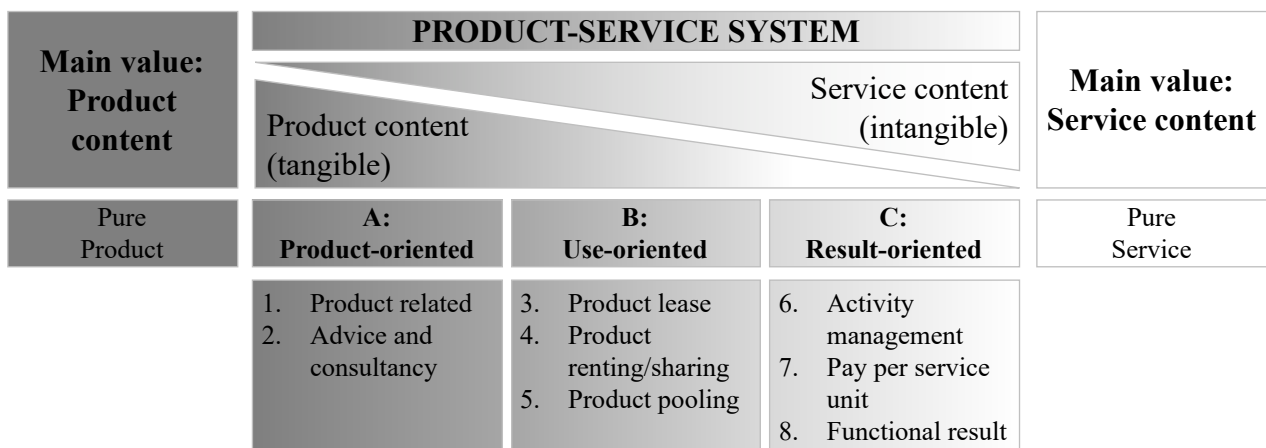 Main value:
Product
content
PRODUCT-SERVICE SYSTEM
Service content
(intangible)
Product content
(tangible)
Main value:
Service content
Pure
Product
A:
Product-oriented
B:
Use-oriented
C:
Result-oriented
Pure
Service
1. Product related
2. Advice and
consultancy
3. Product lease
4. Product
renting/sharing
5. Product pooling
6. Activity
management
7. Pay per service
unit
8. Functional result